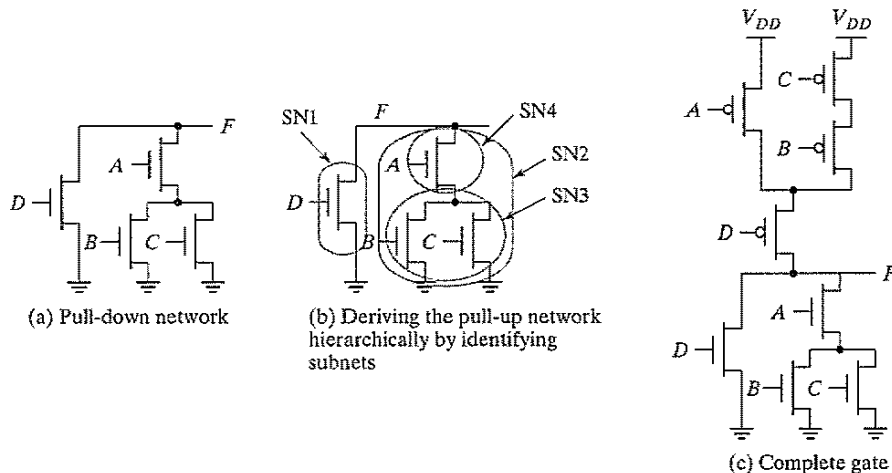 V_DD V_DD
C
A
B
D
F
A
D
B C
(a) Pull-down network
SN1
F
SN4
A
SN2
D
SN3
B C
(b) Deriving the pull-up network
hierarchically by identifying
subnets
F
A
D
B C
(c) Complete gate